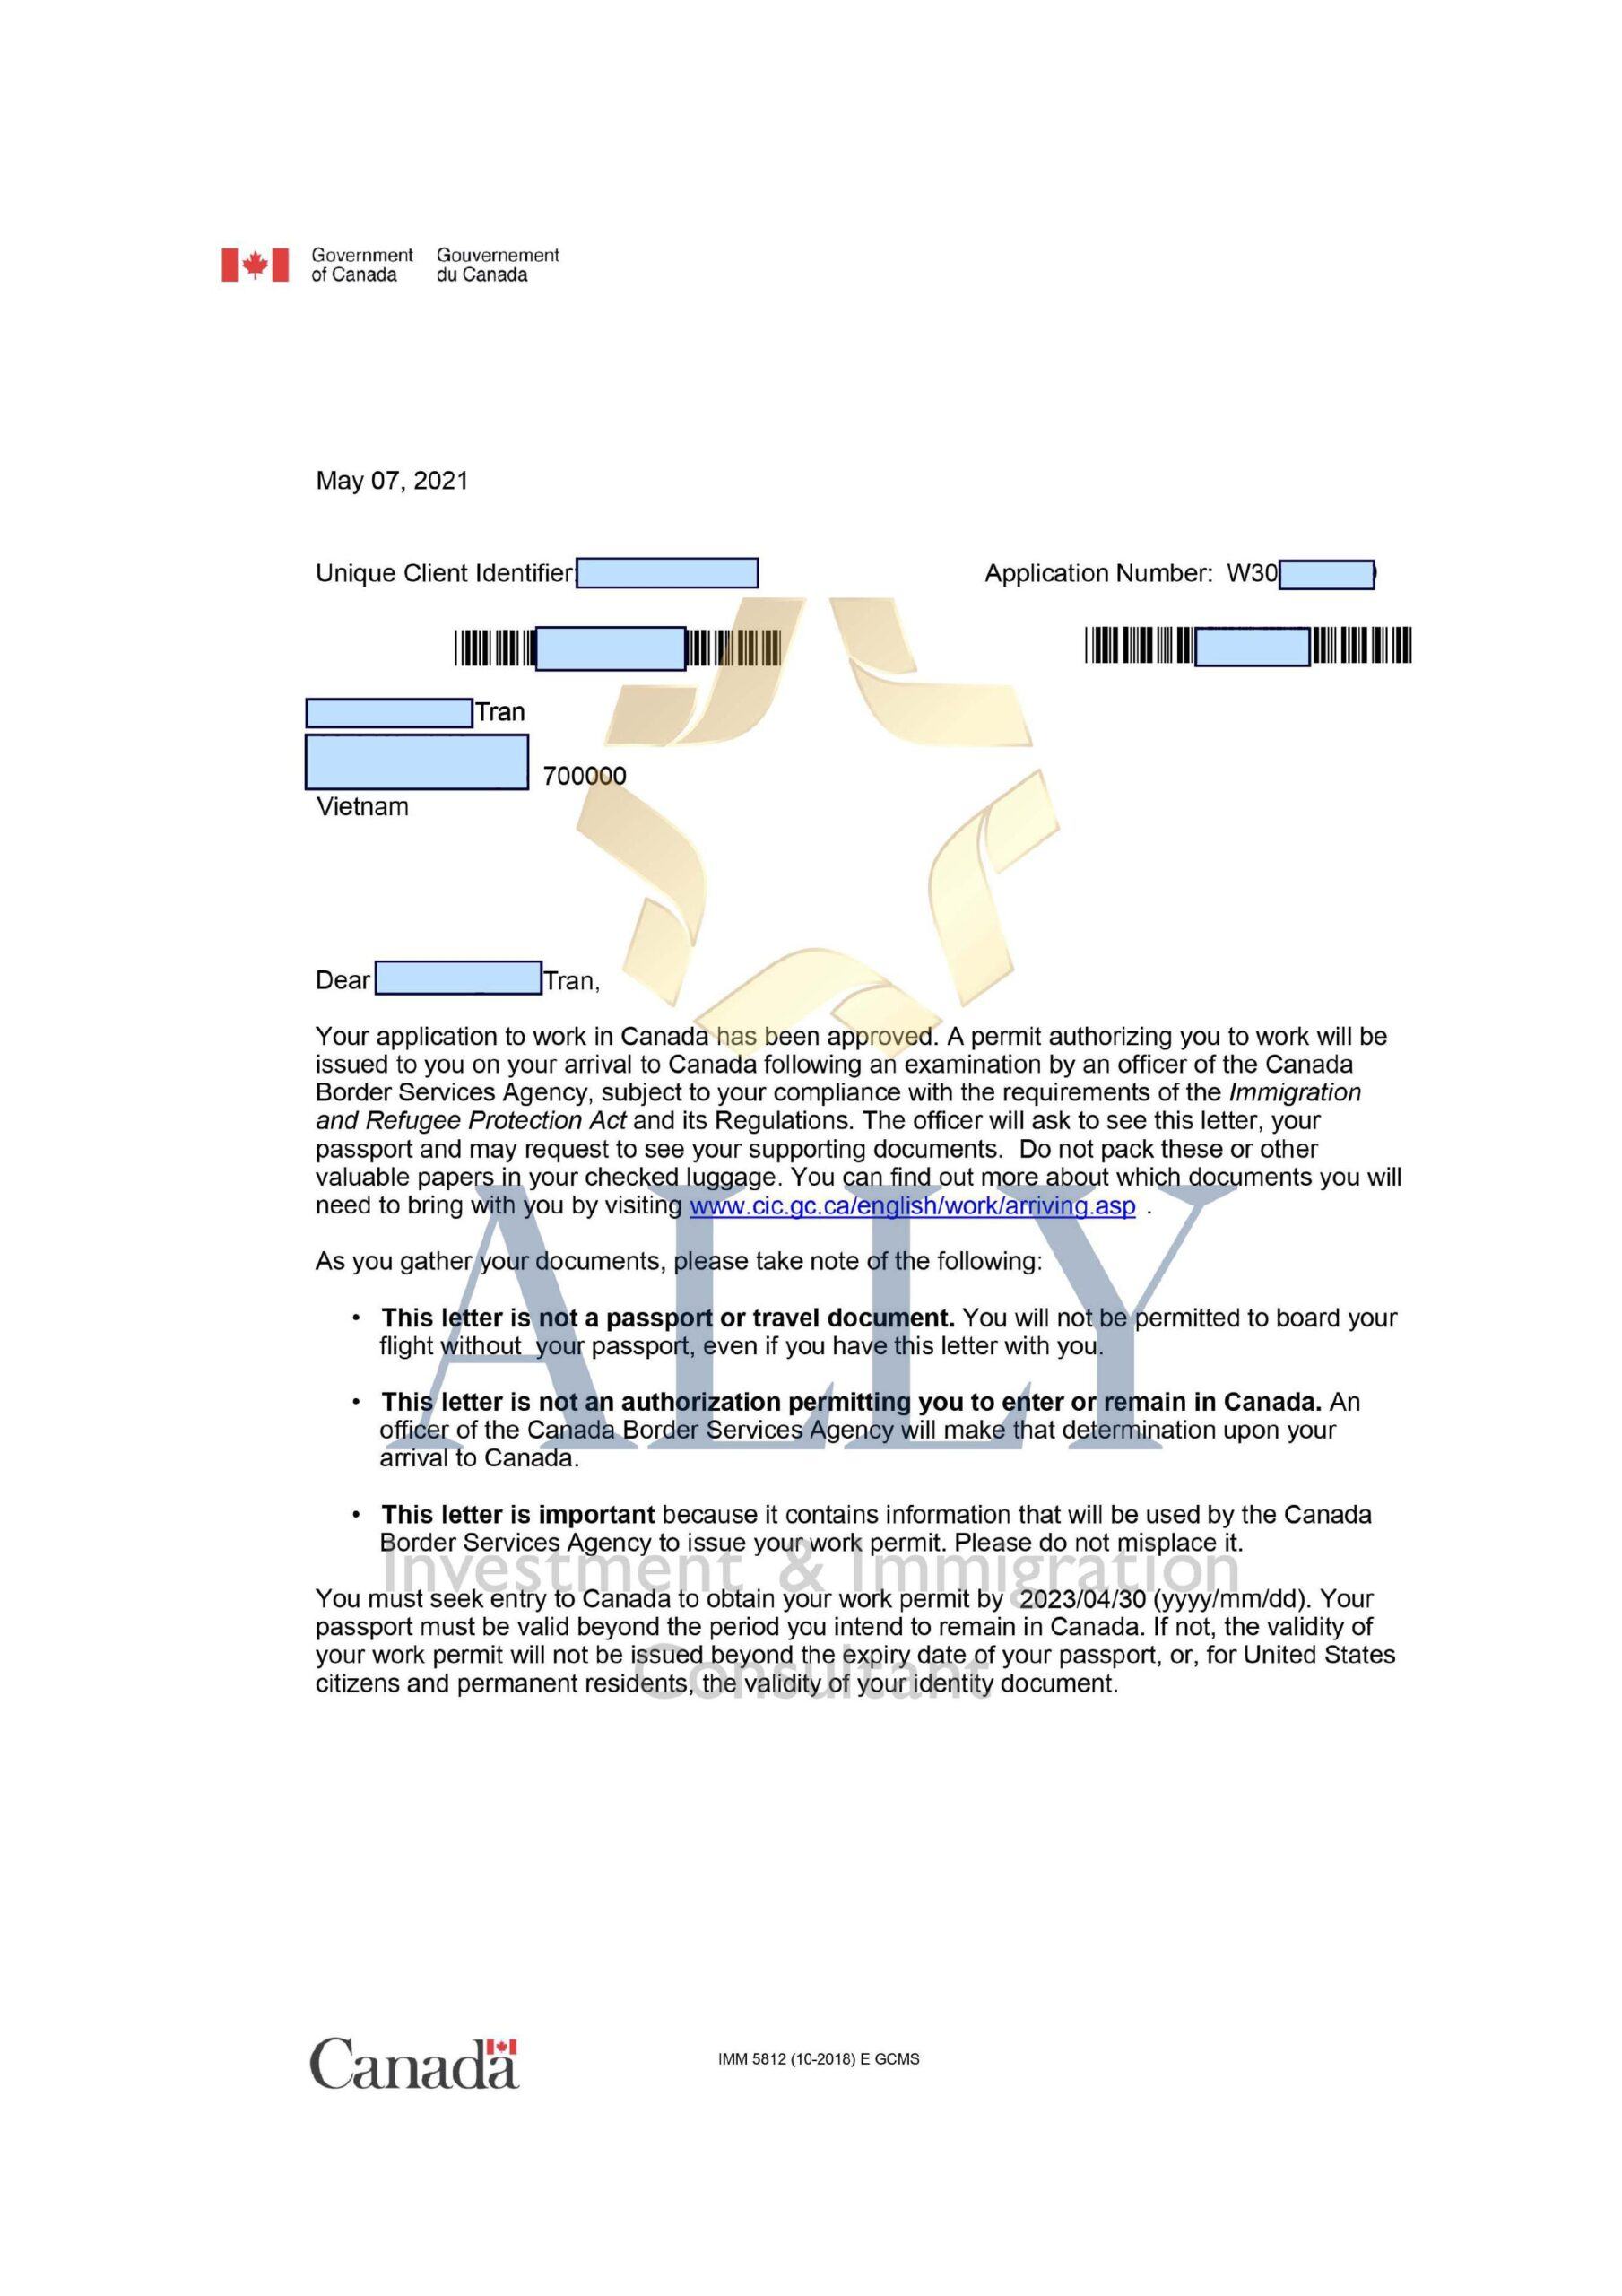 Government Gouvernement
of Canada du Canada
May 07, 2021
Unique Client Identifier: Application Number: W30
Tran
700000
Vietnam
Dear Tran,
Your application to work in Canada has been approved. A permit authorizing you to work will be
issued to you on your arrival to Canada following an examination by an officer of the Canada
Border Services Agency, subject to your compliance with the requirements of the Immigration
and Refugee Protection Act and its Regulations. The officer will ask to see this letter, your
passport and may request to see your supporting documents. Do not pack these or other
valuable papers in your checked luggage. You can find out more about which documents you will
need to bring with you by visiting www.cic.gc.ca/english/work/arriving.asp .
As you gather your documents, please take note of the following:
• This letter is not a passport or travel document. You will not be permitted to board your
flight without your passport, even if you have this letter with you.
• This letter is not an authorization permitting you to enter or remain in Canada. An
officer of the Canada Border Services Agency will make that determination upon your
arrival to Canada.
• This letter is important because it contains information that will be used by the Canada
Border Services Agency to issue your work permit. Please do not misplace it.
You must seek entry to Canada to obtain your work permit by 2023/04/30 (yyyy/mm/dd). Your
passport must be valid beyond the period you intend to remain in Canada. If not, the validity of
your work permit will not be issued beyond the expiry date of your passport, or, for United States
citizens and permanent residents, the validity of your identity document.
ALLY
Investment & Immigration
Consultant
Canada
IMM 5812 (10-2018) E GCMS